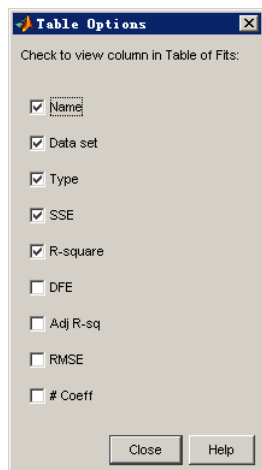 Table Options
Check to view column in Table of Fits:
Name
Data set
Type
SSE
R-square
DFE
Adj R-sq
RMSE
# Coeff
Close Help